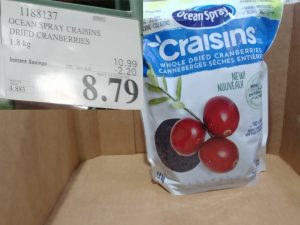 1188137
OCEAN SPRAY CRAISINS
DRIED CRANBERRIES
1.8 kg
10.99
Instant Savings 2.20
4.883
8.79
Ocean Spray
Craisins
WHOLE DRIED CRANBERRIES
CANNEBERGES SÉCHÉES ENTIÈRES
NEW!
NOUVEAU!